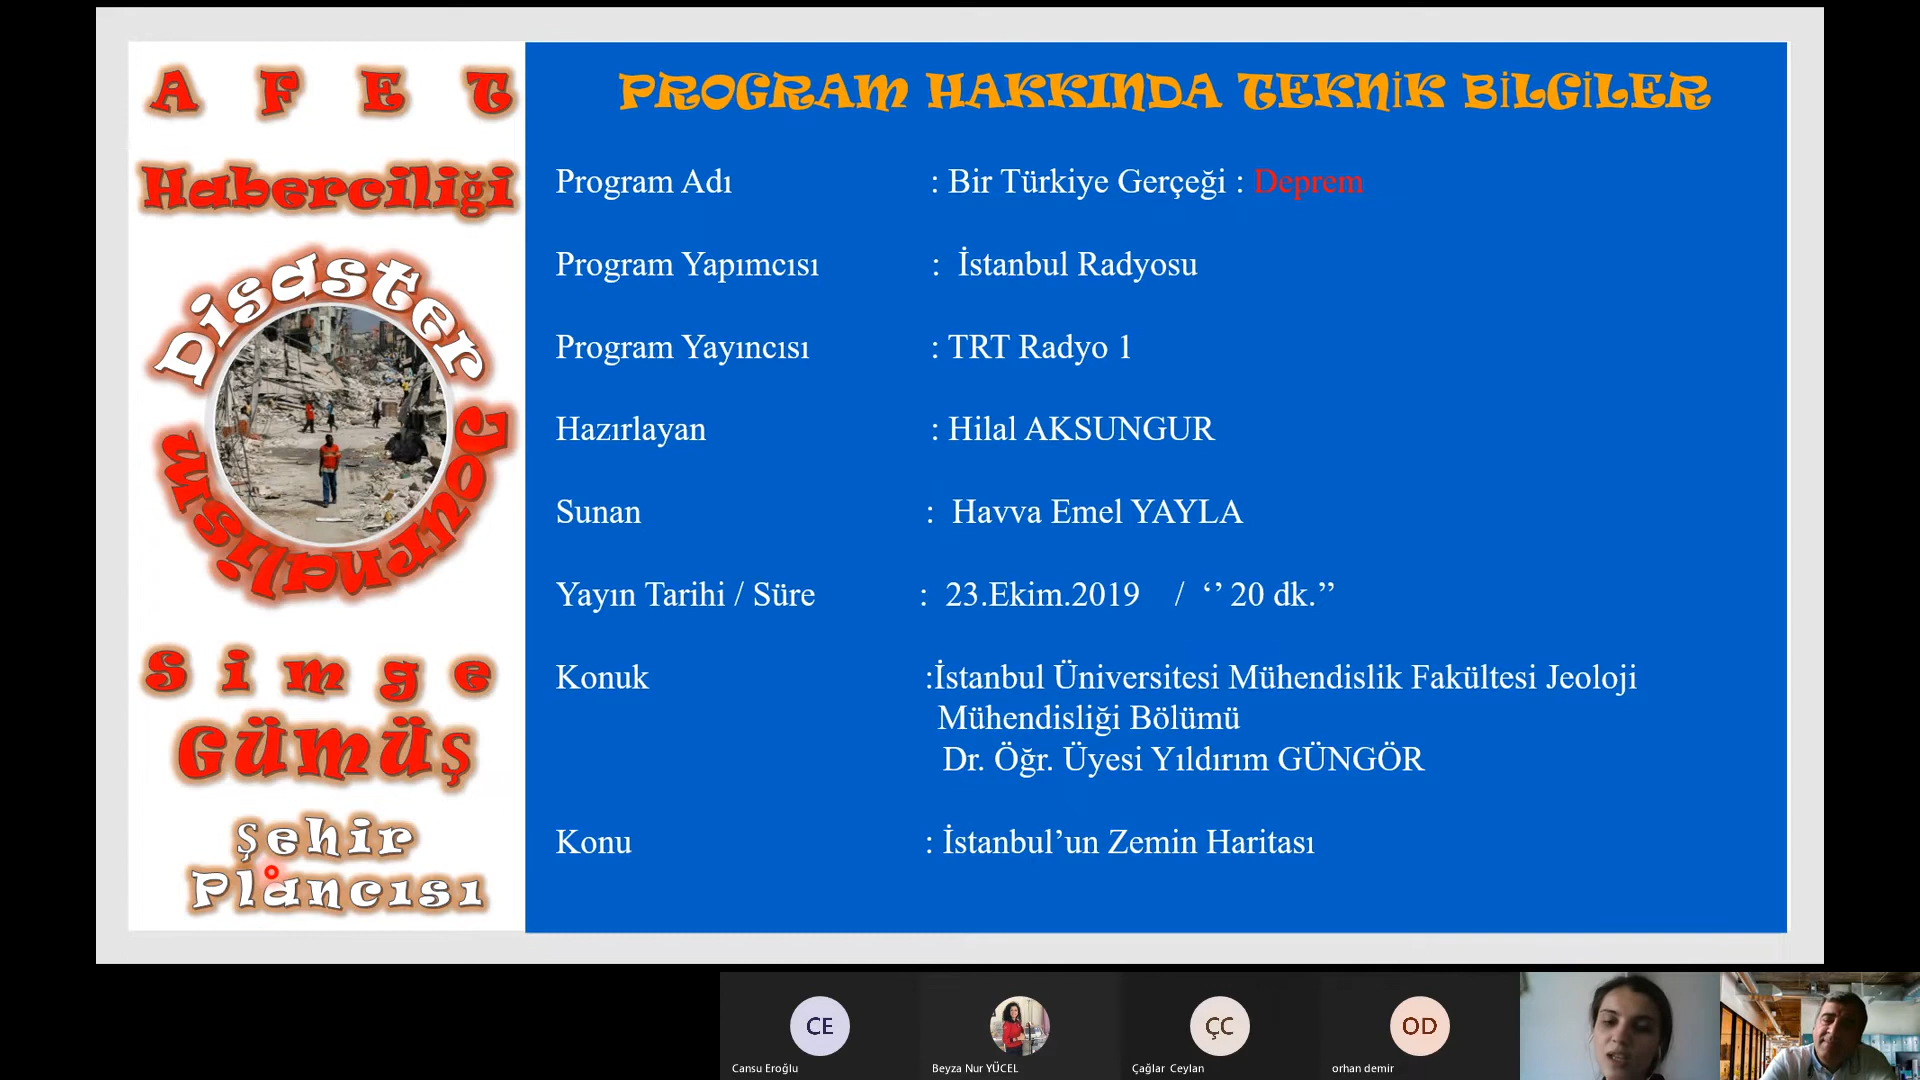 A F E T
Haberciliği
Disaster
Journalism
Simge
GÜMÜŞ
Şehir
Plancısı
PROGRAM HAKKINDA TEKNİK BİLGİLER
Program Adı : Bir Türkiye Gerçeği : Deprem
Program Yapımcısı : İstanbul Radyosu
Program Yayıncısı : TRT Radyo 1
Hazırlayan : Hilal AKSUNGUR
Sunan : Havva Emel YAYLA
Yayın Tarihi / Süre : 23.Ekim.2019 / ‘’ 20 dk.’’
Konuk :İstanbul Üniversitesi Mühendislik Fakültesi Jeoloji
Mühendisliği Bölümü
Dr. Öğr. Üyesi Yıldırım GÜNGÖR
Konu : İstanbul’un Zemin Haritası
CE
ÇC
OD
Cansu Eroğlu
Beyza Nur YÜCEL
Çağlar Ceylan
orhan demir